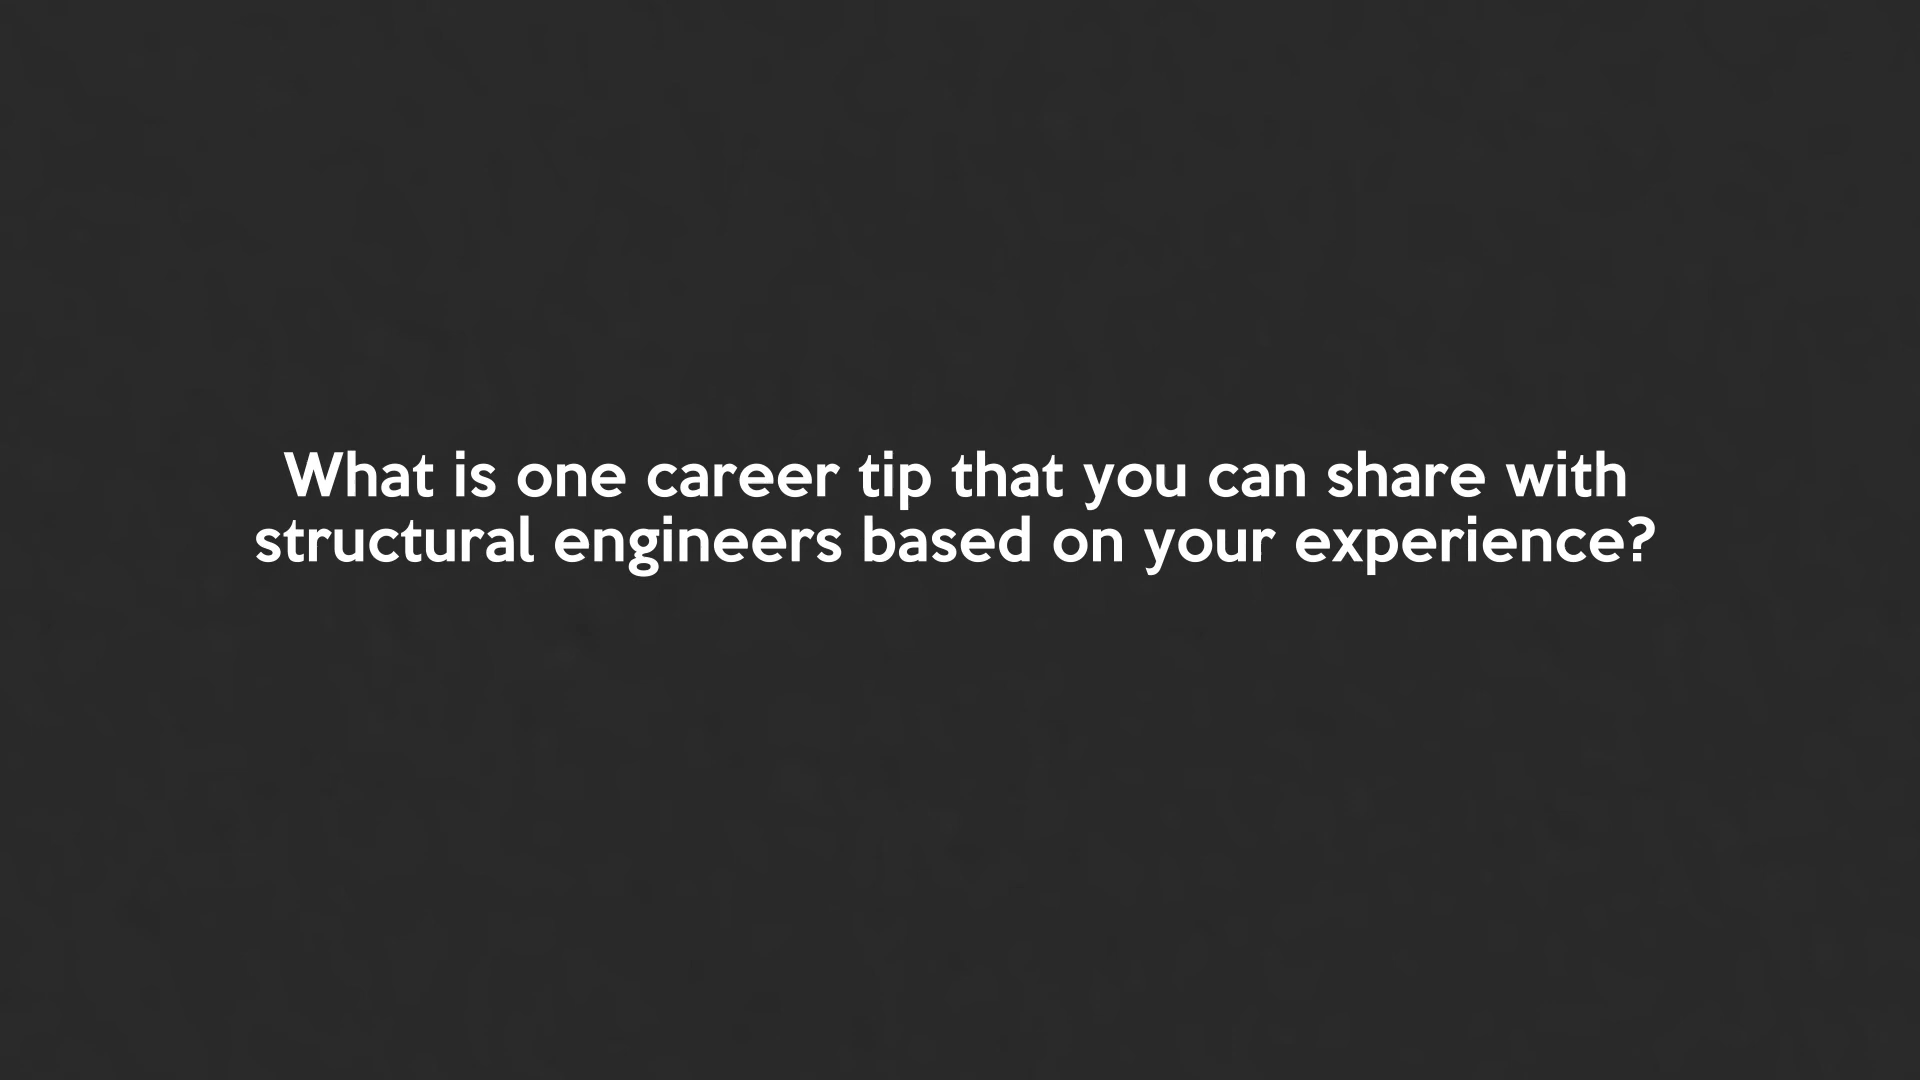 What is one career tip that you can share with
structural engineers based on your experience?